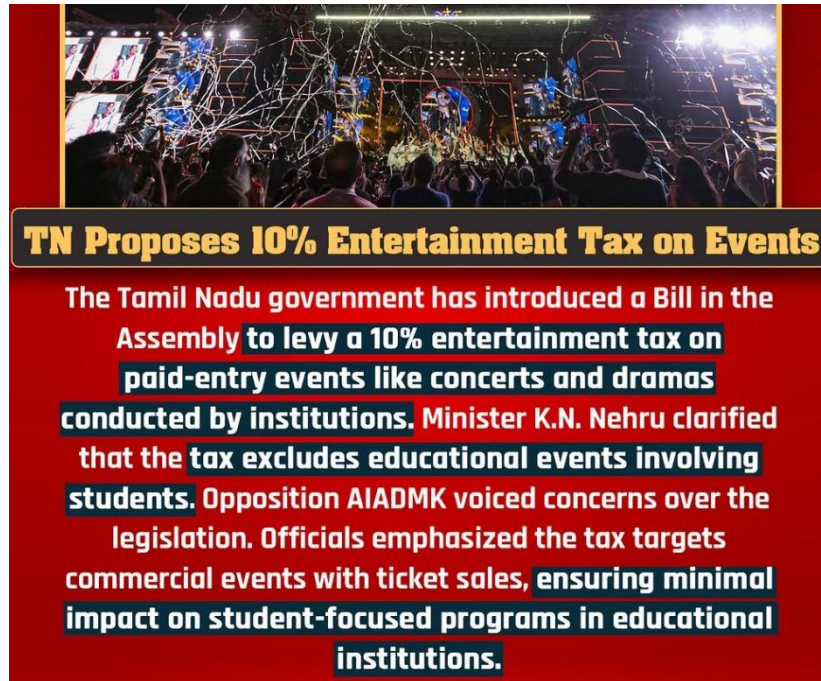 TN Proposes 10% Entertainment Tax on Events
The Tamil Nadu government has introduced a Bill in the
Assembly to levy a 10% entertainment tax on
paid-entry events like concerts and dramas
conducted by institutions. Minister K.N. Nehru clarified
that the tax excludes educational events involving
students. Opposition AIADMK voiced concerns over the
legislation. Officials emphasized the tax targets
commercial events with ticket sales, ensuring minimal
impact on student-focused programs in educational
institutions.